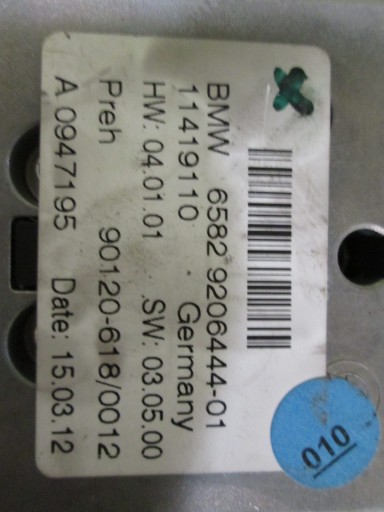 BMW 6582 9206444-01
11419110 Germany
HW: 04.01.01 SW: 03.05.00
Preh 90120-618/0012
A 0947195 Date: 15.03.12
010